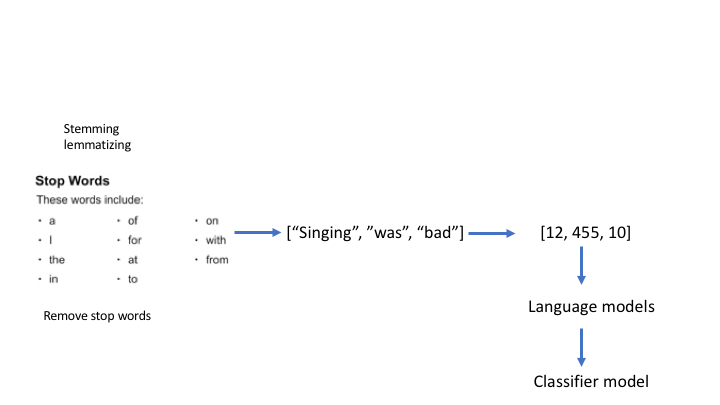 Stemming
lemmatizing
Stop Words
These words include:
· a · of · on
· I · for · with
· the · at · from
· in · to
Remove stop words
[“Singing”, ”was”, “bad”]
[12, 455, 10]
Language models
Classifier model